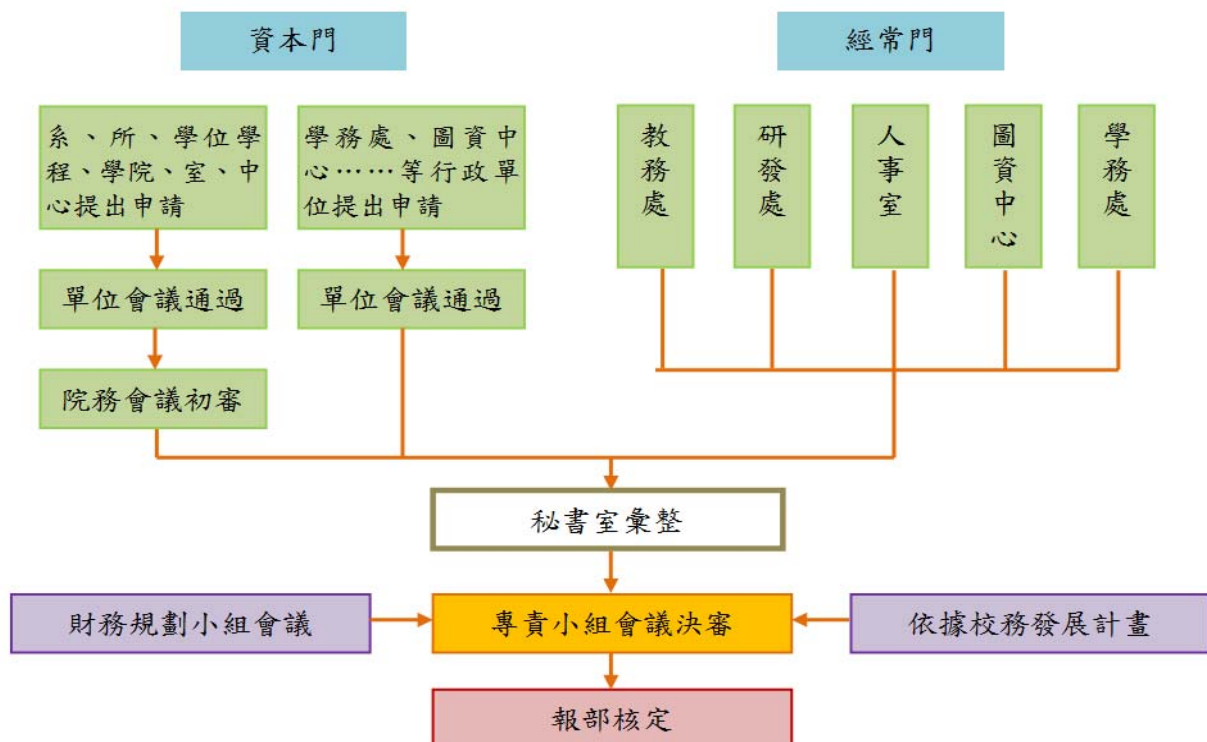 資本門
經常門
系、所、學位學
程、學院、室、中
心提出申請
學務處、圖資中
心……等行政單
位提出申請
教務處
研發處
人事室
圖資中心
學務處
單位會議通過
單位會議通過
院務會議初審
秘書室彙整
財務規劃小組會議
專責小組會議決審
依據校務發展計畫
報部核定